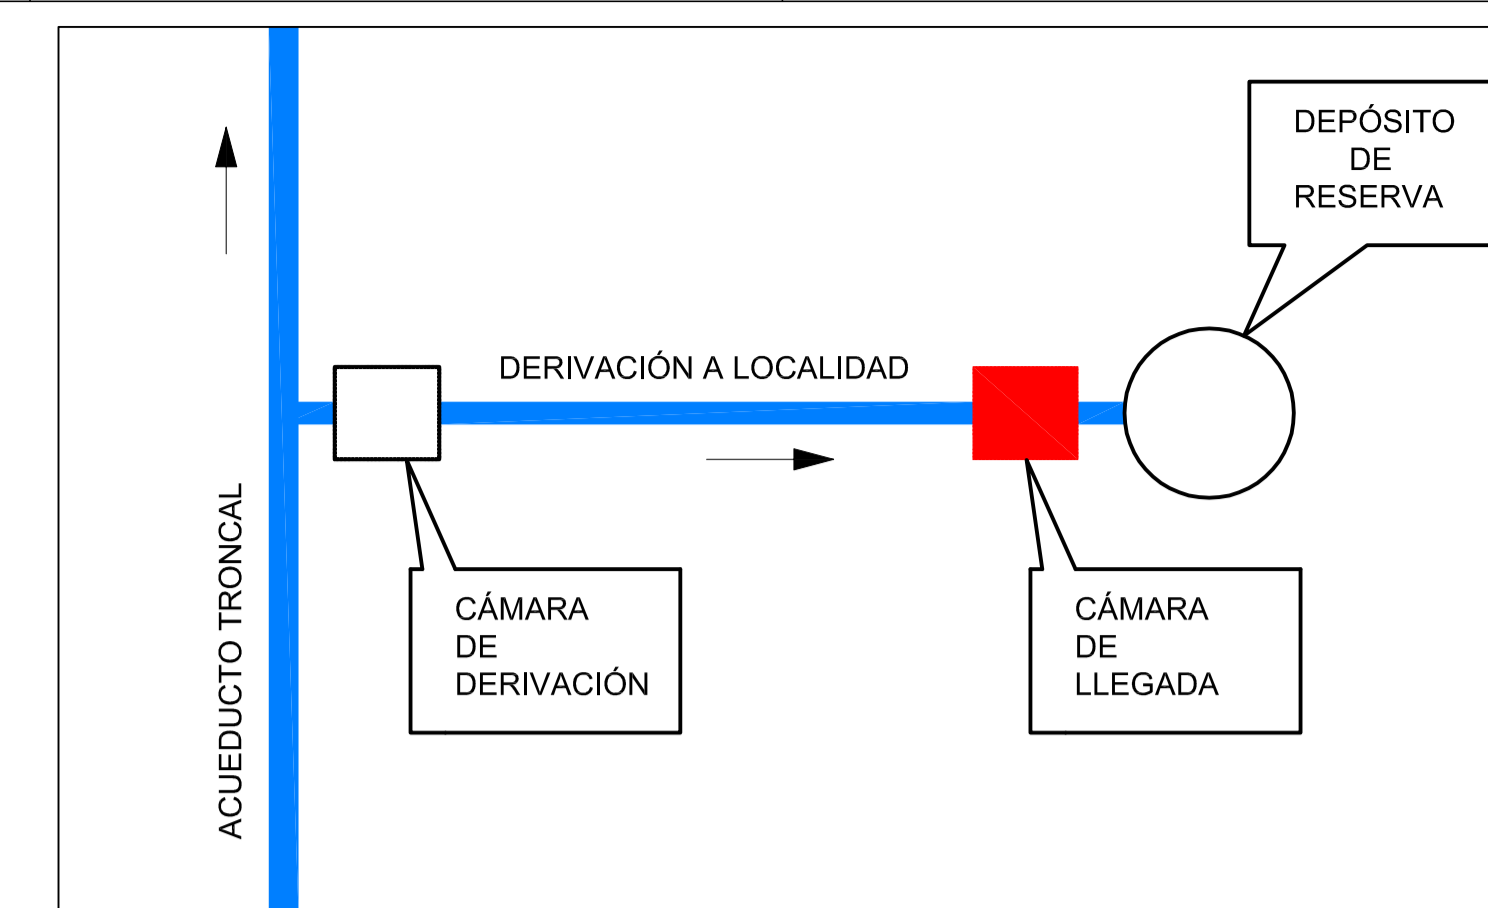 DEPÓSITO
DE
RESERVA
DERIVACIÓN A LOCALIDAD
ACUEDUCTO TRONCAL
CÁMARA
DE
DERIVACIÓN
CÁMARA
DE
LLEGADA